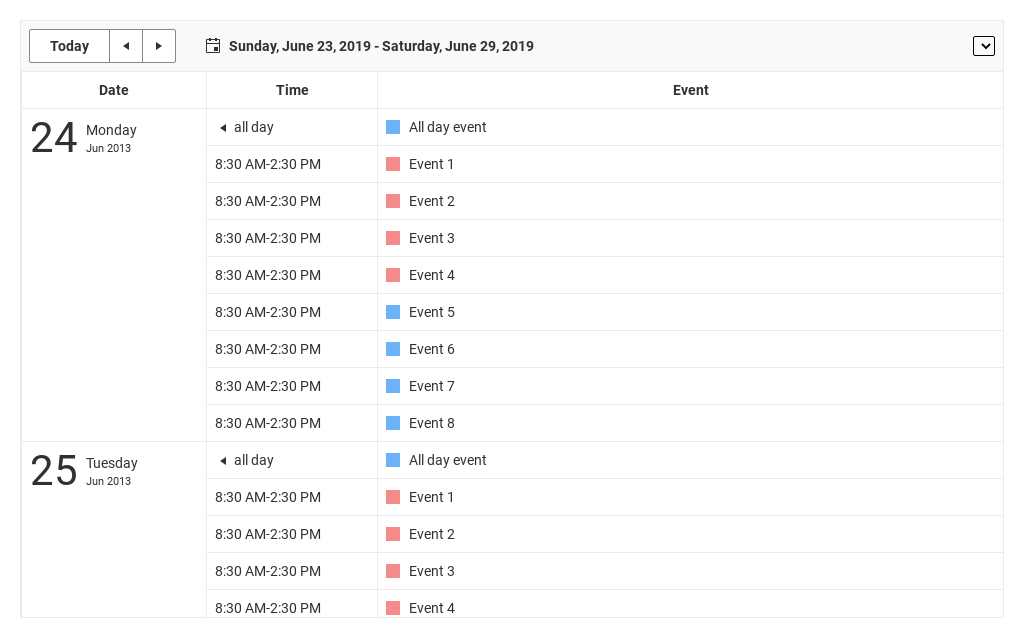 Today Sunday, June 23, 2019 - Saturday, June 29, 2019
Date Time Event
24 Monday all day All day event
Jun 2013
8:30 AM-2:30 PM Event 1
8:30 AM-2:30 PM Event 2
8:30 AM-2:30 PM Event 3
8:30 AM-2:30 PM Event 4
8:30 AM-2:30 PM Event 5
8:30 AM-2:30 PM Event 6
8:30 AM-2:30 PM Event 7
8:30 AM-2:30 PM Event 8
25 Tuesday all day All day event
Jun 2013
8:30 AM-2:30 PM Event 1
8:30 AM-2:30 PM Event 2
8:30 AM-2:30 PM Event 3
8:30 AM-2:30 PM Event 4